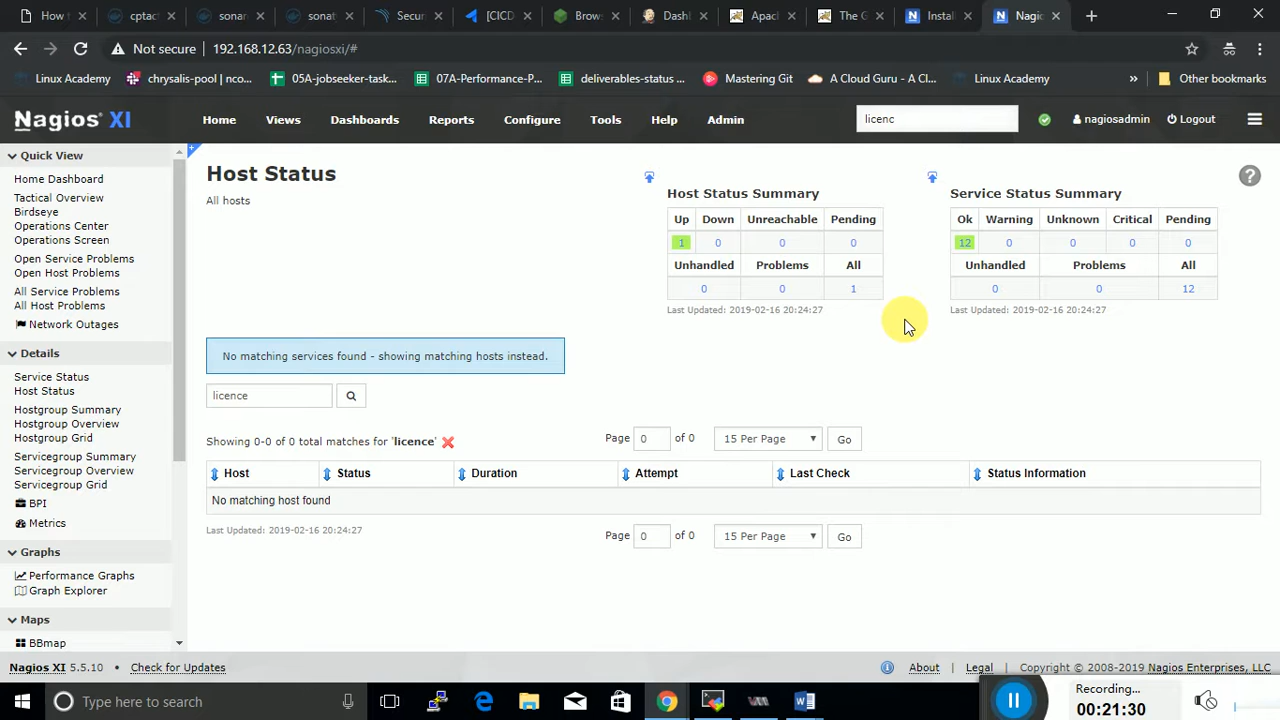 How t
cptac
sonar
sonaty
Secur
[CICD
Brows
Dashl
Apac
The G
Install
Nagio
Not secure 192.168.12.63/nagiosxi/#
Linux Academy
chrysalis-pool | nco...
05A-jobseeker-task...
07A-Performance-P...
deliverables-status ...
Mastering Git
A Cloud Guru - A Cl...
Linux Academy
»
Other bookmarks
Nagios® XI
Home Views Dashboards Reports Configure Tools Help Admin
licenc
nagiosadmin
Logout
Quick View
Home Dashboard
Tactical Overview
Birdseye
Operations Center
Operations Screen
Open Service Problems
Open Host Problems
All Service Problems
All Host Problems
Network Outages
Details
Service Status
Host Status
Hostgroup Summary
Hostgroup Overview
Hostgroup Grid
Servicegroup Summary
Servicegroup Overview
Servicegroup Grid
BPI
Metrics
Graphs
Performance Graphs
Graph Explorer
Maps
BBmap
Host Status
All hosts
Host Status Summary
Up Down Unreachable Pending
1 0 0 0
Unhandled Problems All
0 0 1
Last Updated: 2019-02-16 20:24:27
Service Status Summary
Ok Warning Unknown Critical Pending
12 0 0 0 0
Unhandled Problems All
0 0 12
Last Updated: 2019-02-16 20:24:27
?
No matching services found - showing matching hosts instead.
licence
Showing 0-0 of 0 total matches for 'licence'
Page 0 of 0 15 Per Page Go
Host Status Duration Attempt Last Check Status Information
No matching host found
Last Updated: 2019-02-16 20:24:27
Page 0 of 0 15 Per Page Go
Nagios XI 5.5.10 • Check for Updates
About | Legal | Copyright © 2008-2019 Nagios Enterprises, LLC
Type here to search
Recording...
00:21:30